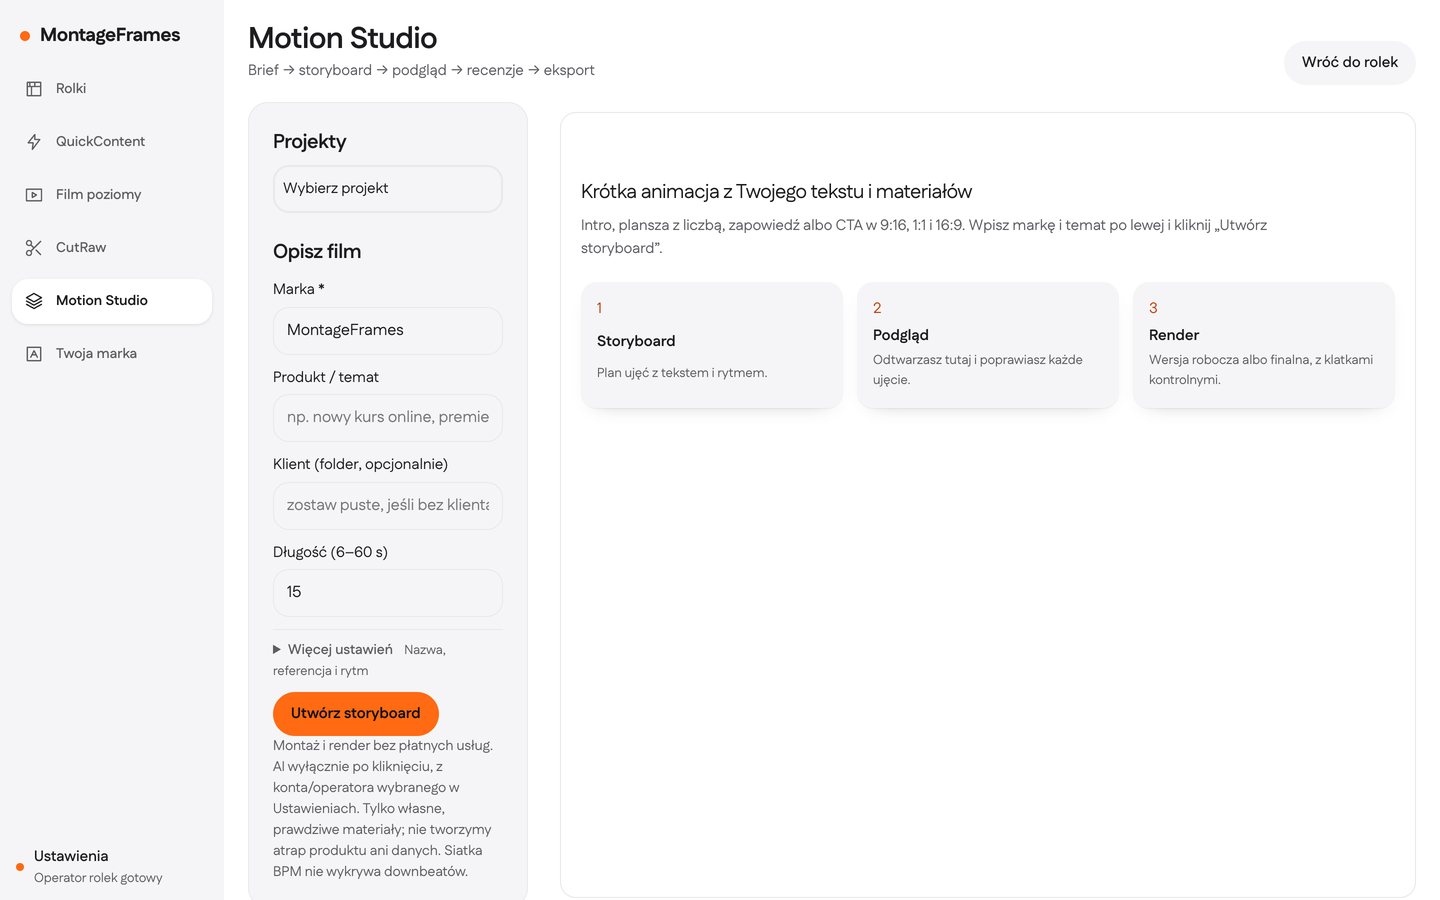 MontageFrames
Rolki
QuickContent
Film poziomy
CutRaw
Motion Studio
Twoja marka
Ustawienia
Operator rolek gotowy
Motion Studio
Brief → storyboard → podgląd → recenzje → eksport
Wróć do rolek
Projekty
Wybierz projekt
Opisz film
Marka *
MontageFrames
Produkt / temat
np. nowy kurs online, premie
Klient (folder, opcjonalnie)
zostaw puste, jeśli bez klienta
Długość (6–60 s)
15
Więcej ustawień Nazwa,
referencja i rytm
Utwórz storyboard
Montaż i render bez płatnych usług.
AI wyłącznie po kliknięciu, z
konta/operatora wybranego w
Ustawieniach. Tylko własne,
prawdziwe materiały; nie tworzymy
atrap produktu ani danych. Siatka
BPM nie wykrywa downbeatów.
Krótka animacja z Twojego tekstu i materiałów
Intro, plansza z liczbą, zapowiedź albo CTA w 9:16, 1:1 i 16:9. Wpisz markę i temat po lewej i kliknij „Utwórz
storyboard”.
1
Storyboard
Plan ujęć z tekstem i rytmem.
2
Podgląd
Odtwarzasz tutaj i poprawiasz każde
ujęcie.
3
Render
Wersja robocza albo finalna, z klatkami
kontrolnymi.